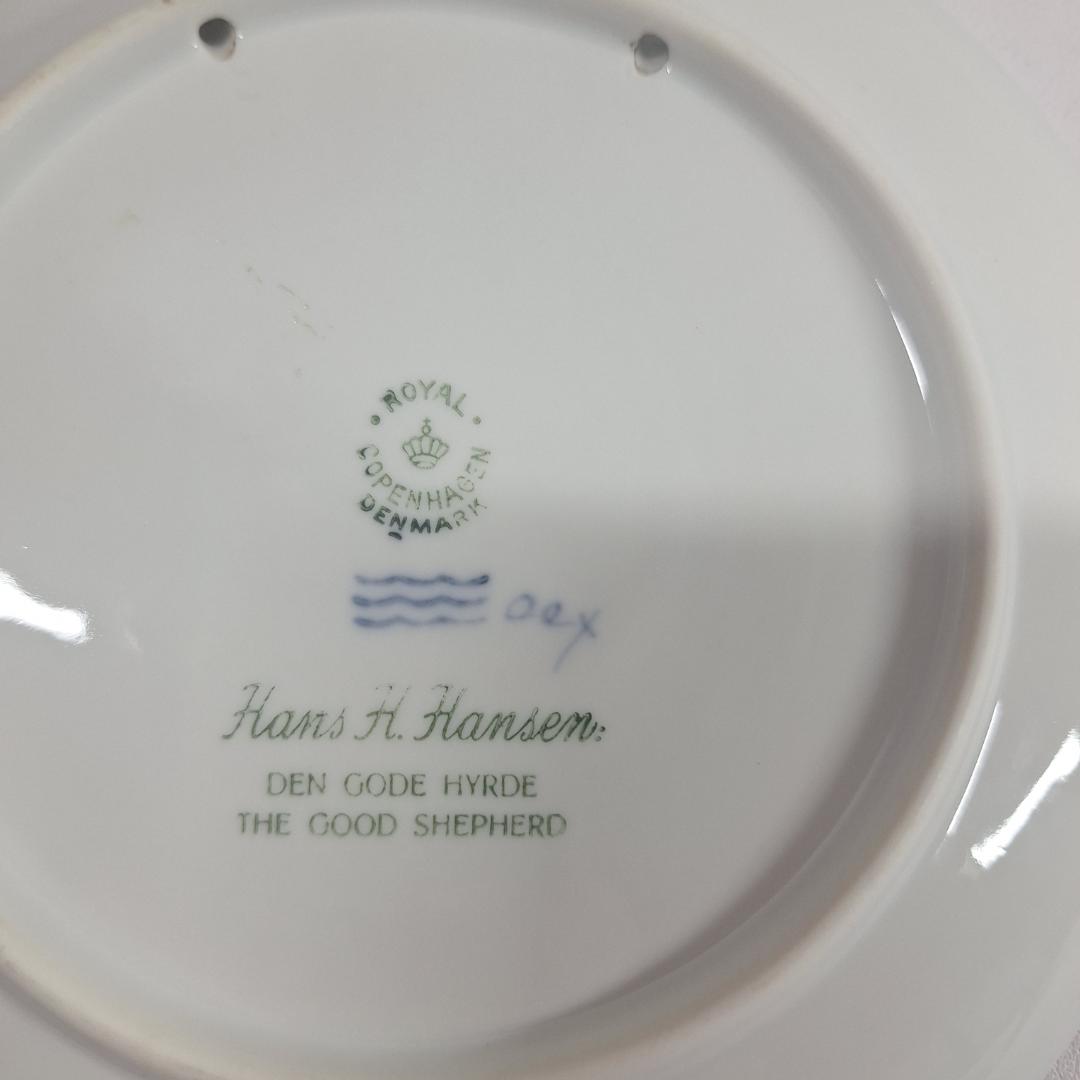 ROYAL
COPENHAGEN
DENMARK
Hans H. Hansen:
DEN GODE HYRDE
THE GOOD SHEPHERD